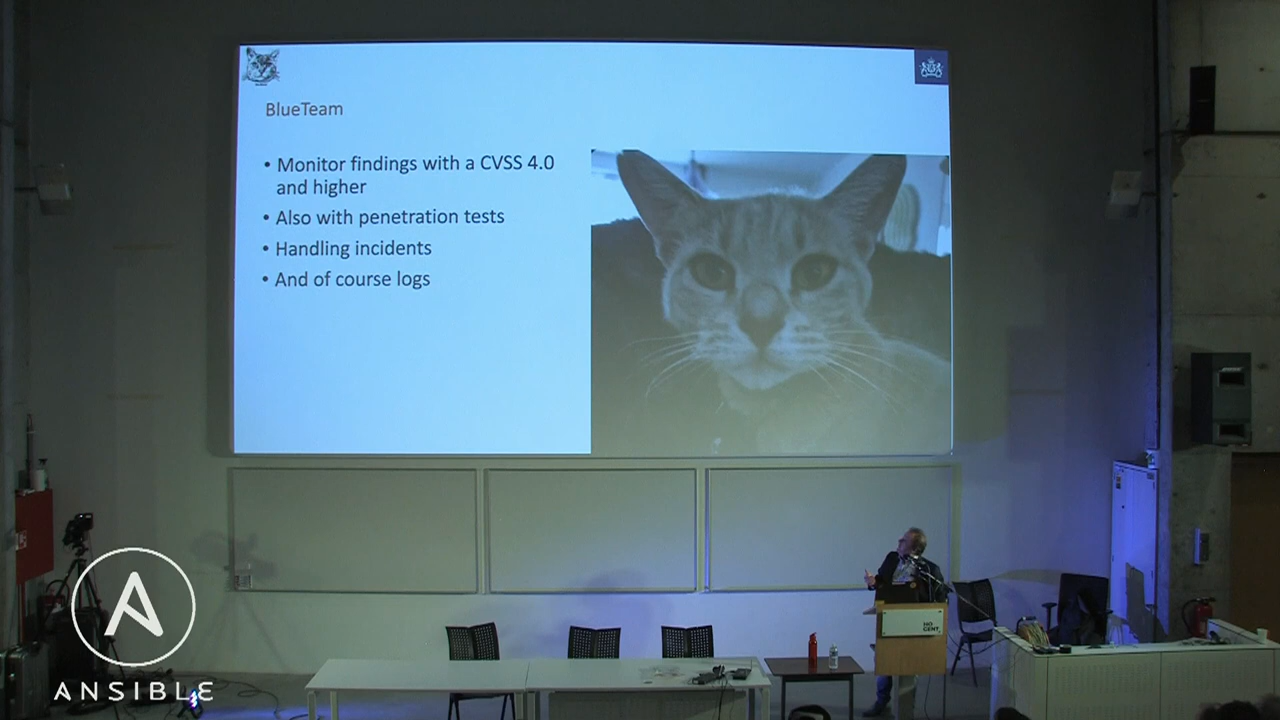 BlueTeam
• Monitor findings with a CVSS 4.0
and higher
• Also with penetration tests
• Handling incidents
• And of course logs
HO
GENT
ANSIBLE